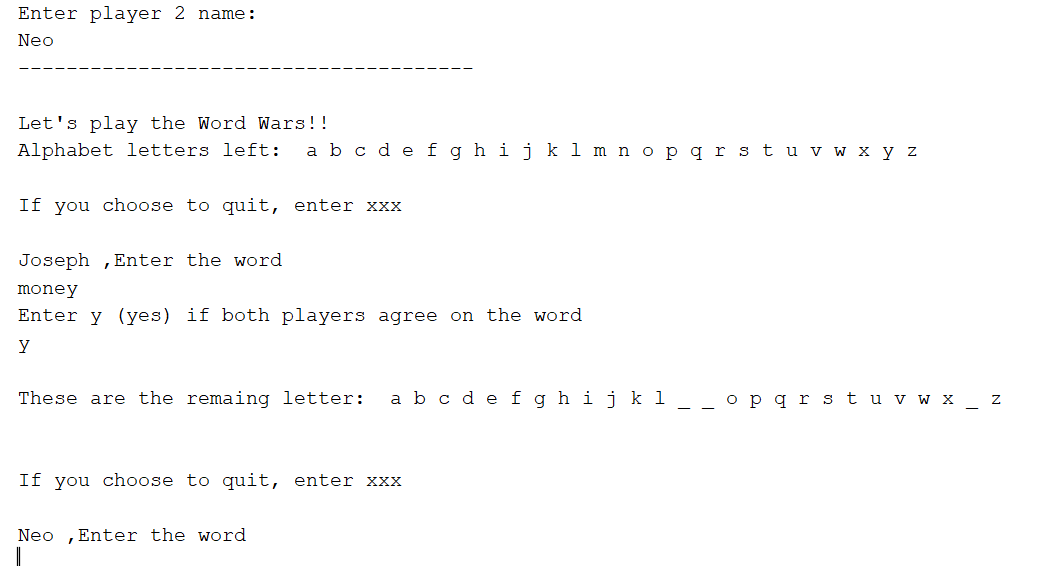 Enter player 2 name:
Neo
--------------------------------------
Let's play the Word Wars!!
Alphabet letters left:  a b c d e f g h i j k l m n o p q r s t u v w x y z
If you choose to quit, enter xxx
Joseph ,Enter the word
money
Enter y (yes) if both players agree on the word
y
These are the remaing letter:  a b c d e f g h i j k l _ _ o p q r s t u v w x _ z
If you choose to quit, enter xxx
Neo ,Enter the word